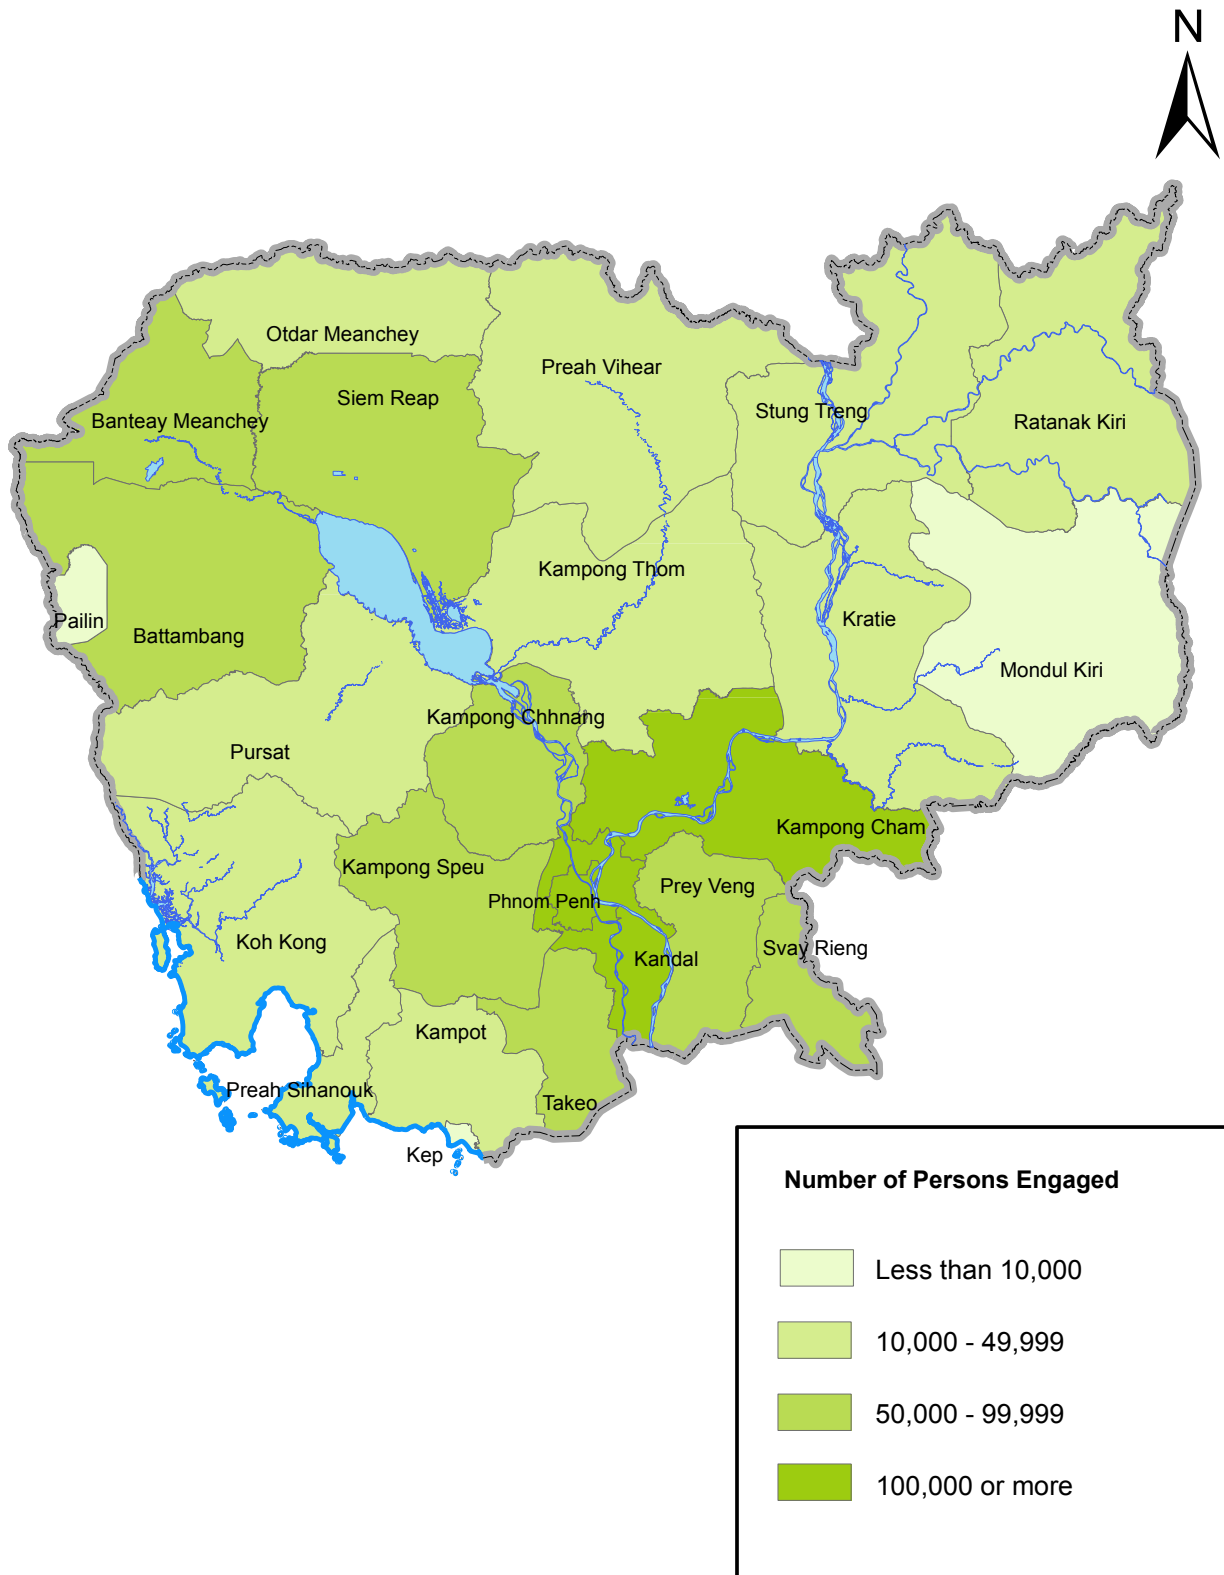 N
Otdar Meanchey
Preah Vihear
Siem Reap
Stung Treng
Banteay Meanchey
Ratanak Kiri
Kampong Thom
Pailin
Kratie
Battambang
Mondul Kiri
Kampong Chhnang
Pursat
Kampong Cham
Kampong Speu
Prey Veng
Phnom Penh
Koh Kong
Svay Rieng
Kandal
Kampot
Preah Sihanouk
Takeo
Kep
Number of Persons Engaged
Less than 10,000
10,000 - 49,999
50,000 - 99,999
100,000 or more